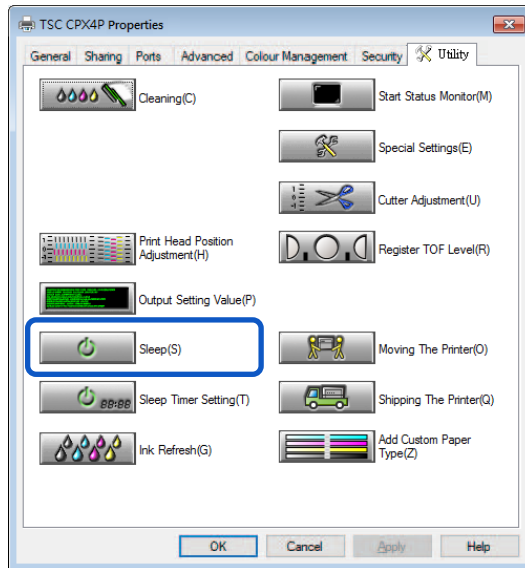 TSC CPX4P Properties
General Sharing Ports Advanced Colour Management Security Utility
Cleaning(C)
Start Status Monitor(M)
Special Settings(E)
Cutter Adjustment(U)
Print Head Position
Adjustment(H)
Register TOF Level(R)
Output Setting Value(P)
Sleep(S)
Moving The Printer(O)
88:88
Sleep Timer Setting(T)
Shipping The Printer(Q)
Ink Refresh(G)
Add Custom Paper
Type(Z)
OK Cancel Apply Help